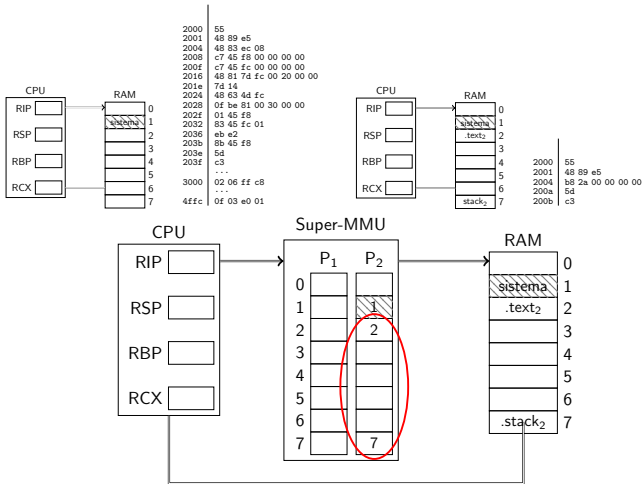 2000 55
2001 48 89 e5
2004 48 83 ec 08
2008 c7 45 f8 00 00 00 00
200f c7 45 fc 00 00 00 00
2016 48 81 7d fc 00 20 00 00
201e 7d 14
2024 48 63 4d fc
2028 0f be 81 00 30 00 00
202f 01 45 f8
2032 83 45 fc 01
2036 eb e2
203b 8b 45 f8
203e 5d
203f c3
...
3000 02 06 ff c8
...
4ffc 0f 03 e0 01
CPU
RIP
RSP
RBP
RCX
RAM
0
sistema 1
2
3
4
5
6
7
CPU
RIP
RSP
RBP
RCX
RAM
0
sistema 1
.text₂ 2
3
4
5
6
stack₂ 7
2000 55
2001 48 89 e5
2004 b8 2a 00 00 00 00
200a 5d
200b c3
CPU
RIP
RSP
RBP
RCX
Super-MMU
P₁ P₂
0
1 1
2 2
3
4
5
6
7 7
RAM
0
sistema 1
.text₂ 2
3
4
5
6
.stack₂ 7